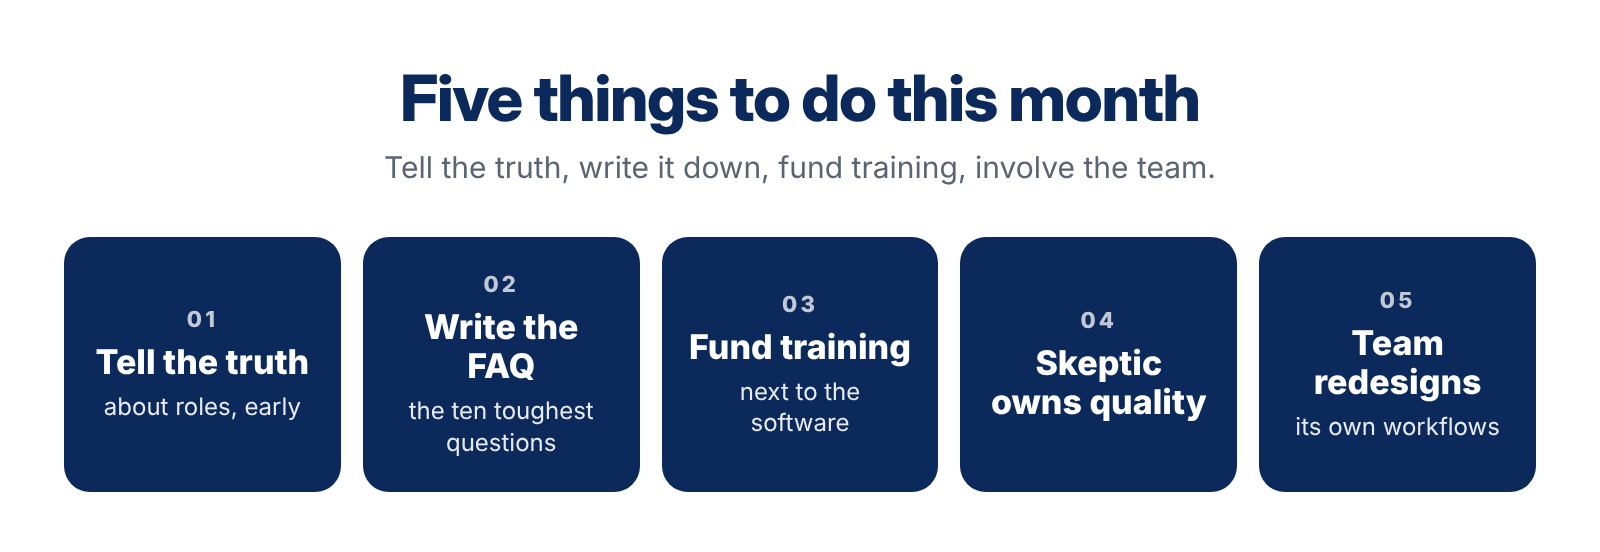 Five things to do this month
Tell the truth, write it down, fund training, involve the team.
01
Tell the truth
about roles, early
02
Write the
FAQ
the ten toughest
questions
03
Fund training
next to the
software
04
Skeptic
owns quality
05
Team
redesigns
its own workflows